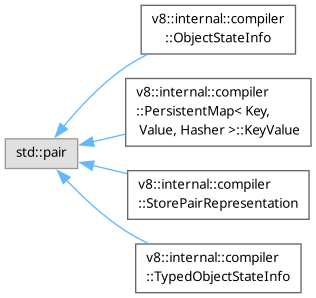 v8::internal::compiler
::ObjectStateInfo
v8::internal::compiler
::PersistentMap< Key,
Value, Hasher >::KeyValue
std::pair
v8::internal::compiler
::StorePairRepresentation
v8::internal::compiler
::TypedObjectStateInfo